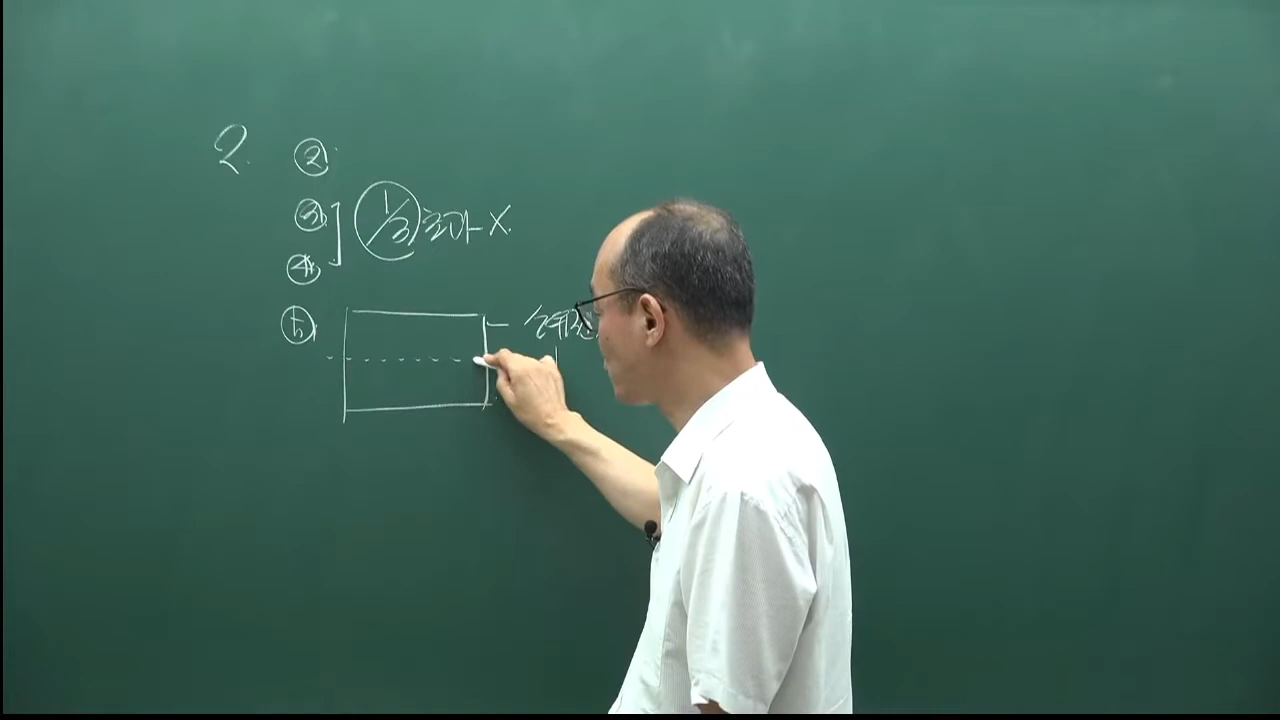 2. ②
③ ] 1/3 초과 X.
④
⑤